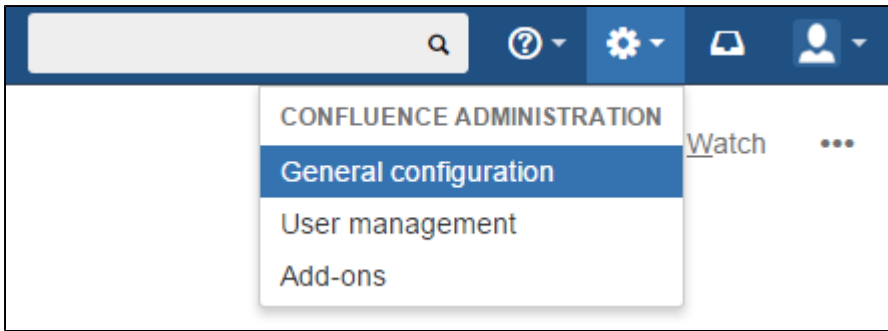 CONFLUENCE ADMINISTRATION
Watch
General configuration
User management
Add-ons